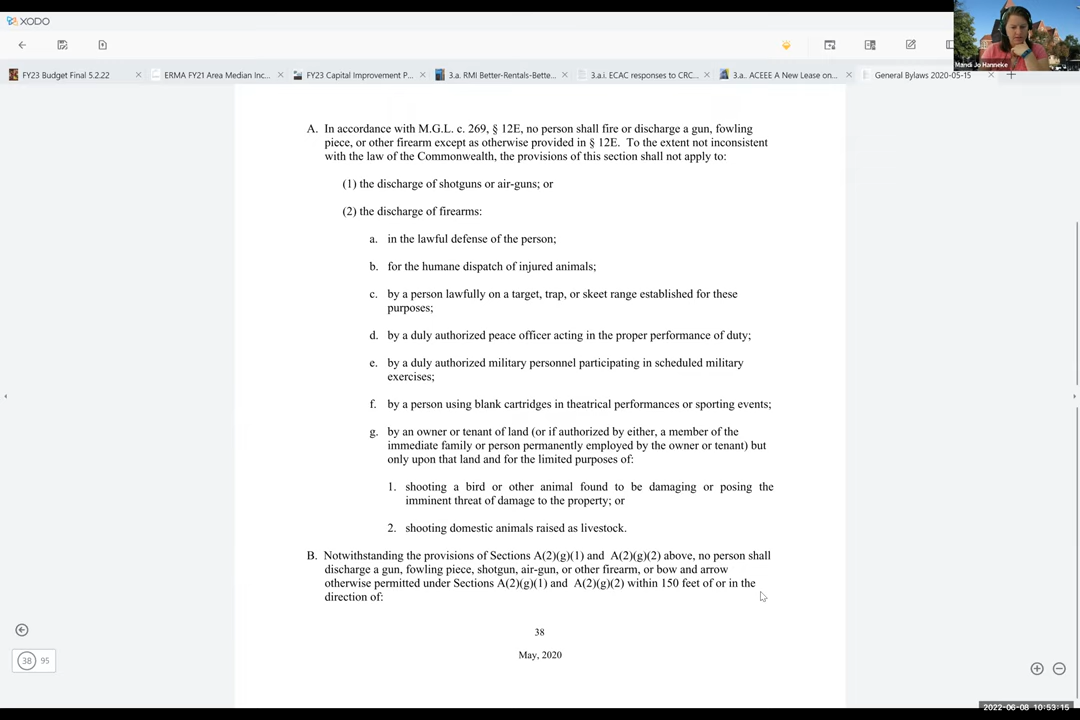 XODO
FY23 Budget Final 5.2.22
ERMA FY21 Area Median Inc...
FY23 Capital Improvement P...
3.a. RMI Better-Rentals-Bette...
3.a.i. ECAC responses to CRC...
3.a.. ACEEE A New Lease on...
General Bylaws 2020-05-15
Mandi Jo Hanneke
A. In accordance with M.G.L. c. 269, § 12E, no person shall fire or discharge a gun, fowling
piece, or other firearm except as otherwise provided in § 12E. To the extent not inconsistent
with the law of the Commonwealth, the provisions of this section shall not apply to:
(1) the discharge of shotguns or air-guns; or
(2) the discharge of firearms:
a. in the lawful defense of the person;
b. for the humane dispatch of injured animals;
c. by a person lawfully on a target, trap, or skeet range established for these
purposes;
d. by a duly authorized peace officer acting in the proper performance of duty;
e. by a duly authorized military personnel participating in scheduled military
exercises;
f. by a person using blank cartridges in theatrical performances or sporting events;
g. by an owner or tenant of land (or if authorized by either, a member of the
immediate family or person permanently employed by the owner or tenant) but
only upon that land and for the limited purposes of:
1. shooting a bird or other animal found to be damaging or posing the
imminent threat of damage to the property; or
2. shooting domestic animals raised as livestock.
B. Notwithstanding the provisions of Sections A(2)(g)(1) and A(2)(g)(2) above, no person shall
discharge a gun, fowling piece, shotgun, air-gun, or other firearm, or bow and arrow
otherwise permitted under Sections A(2)(g)(1) and A(2)(g)(2) within 150 feet of or in the
direction of:
38
May, 2020
38 95
2022-06-08 10:53:15